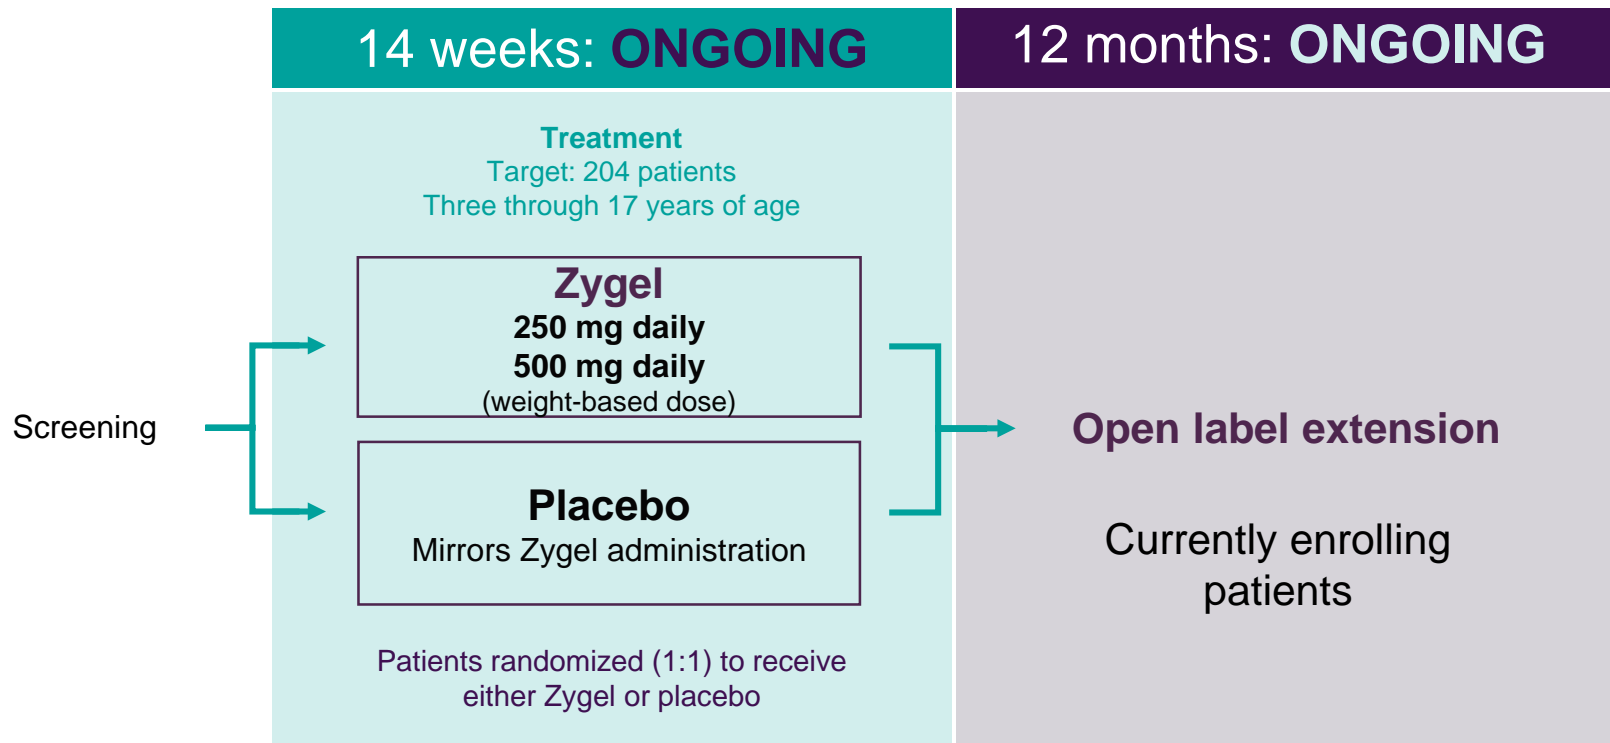 14 weeks: ONGOING
12 months: ONGOING
Treatment
Target: 204 patients
Three through 17 years of age
Zygel
250 mg daily
500 mg daily
(weight-based dose)
Screening
Placebo
Mirrors Zygel administration
Patients randomized (1:1) to receive
either Zygel or placebo
Open label extension
Currently enrolling
patients